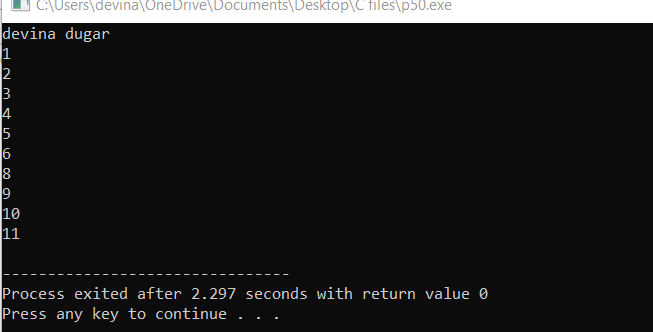 C:\Users\devina\OneDrive\Documents\Desktop\C files\p50.exe
devina dugar
1
2
3
4
5
6
8
9
10
11
--------------------------------
Process exited after 2.297 seconds with return value 0
Press any key to continue . . .